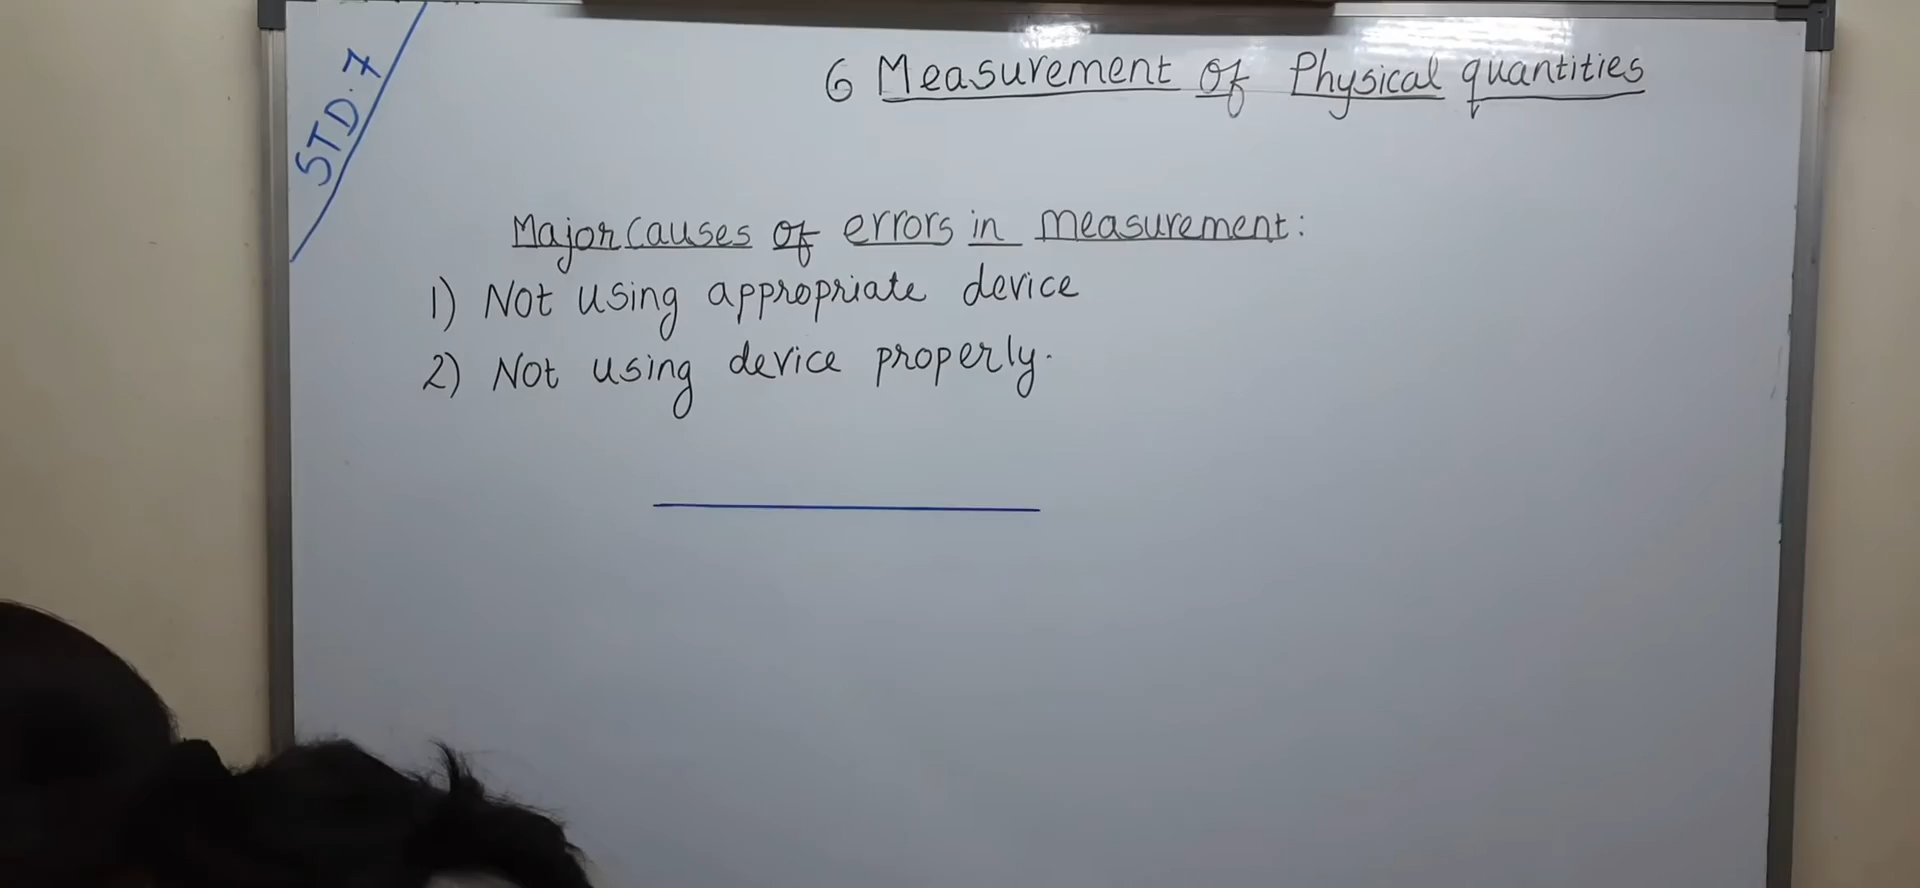 STD.7
6 Measurement of Physical quantities
Major causes of errors in measurement:
1) Not using appropriate device
2) Not using device properly.